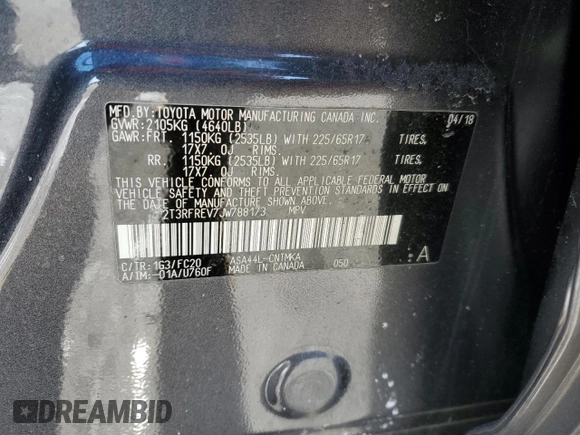 MFD. BY: TOYOTA MOTOR MANUFACTURING CANADA INC. 04/18
GVWR: 2105KG (4640LB)
GAWR: FRT. 1150KG (2535LB) WITH 225/65R17 TIRES,
17X7.0J RIMS.
RR. 1150KG (2535LB) WITH 225/65R17 TIRES,
17X7.0J RIMS.
THIS VEHICLE CONFORMS TO ALL APPLICABLE FEDERAL MOTOR
VEHICLE SAFETY AND THEFT PREVENTION STANDARDS IN EFFECT ON
THE DATE OF MANUFACTURE SHOWN ABOVE.
2T3RFREV7JW788173 MPV
C/TR: 1G3/FC20 ASA44L-CNTMKA 050 A
A/TM: -01A/U760F MADE IN CANADA
DREAMBID